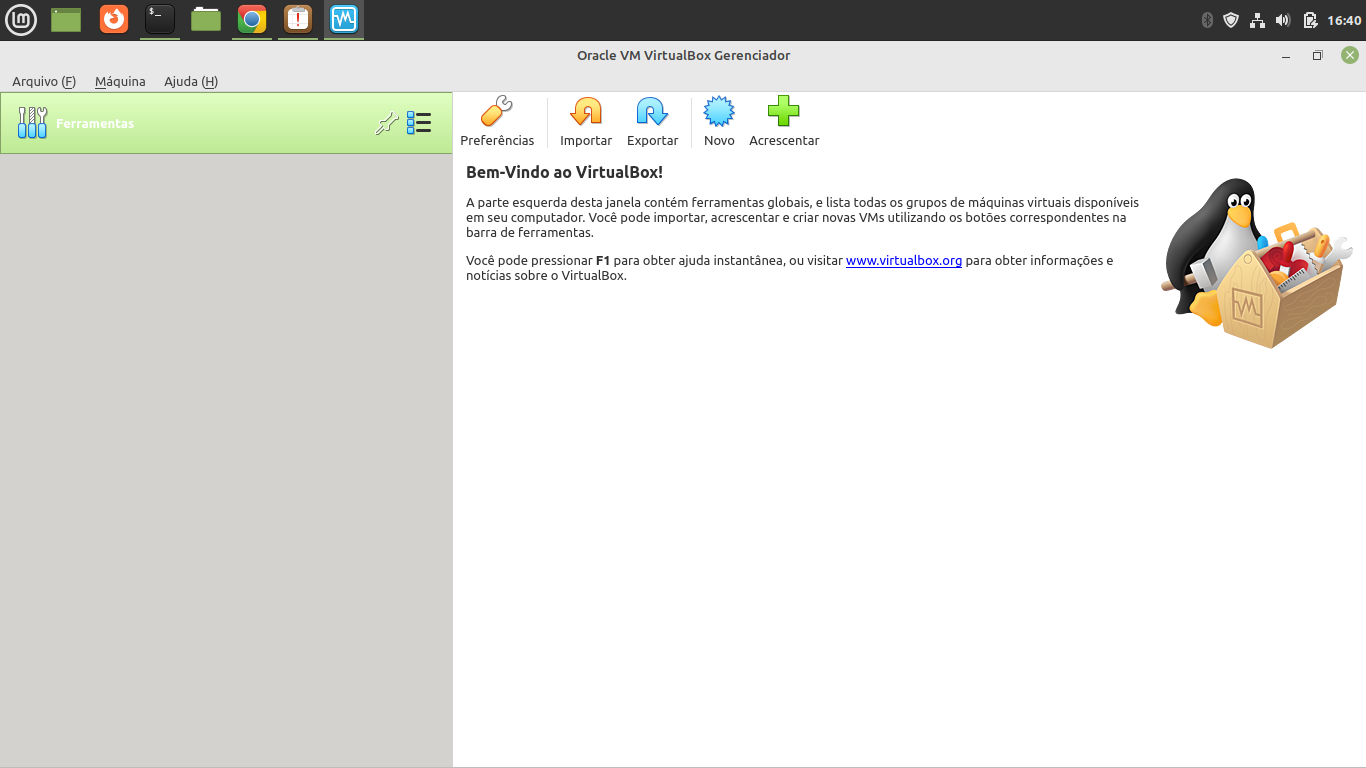 16:40
Oracle VM VirtualBox Gerenciador
Arquivo (F) Máquina Ajuda (H)
Ferramentas
Preferências Importar Exportar Novo Acrescentar
Bem-Vindo ao VirtualBox!
A parte esquerda desta janela contém ferramentas globais, e lista todas os grupos de máquinas virtuais disponíveis
em seu computador. Você pode importar, acrescentar e criar novas VMs utilizando os botões correspondentes na
barra de ferramentas.
Você pode pressionar F1 para obter ajuda instantânea, ou visitar www.virtualbox.org para obter informações e
notícias sobre o VirtualBox.